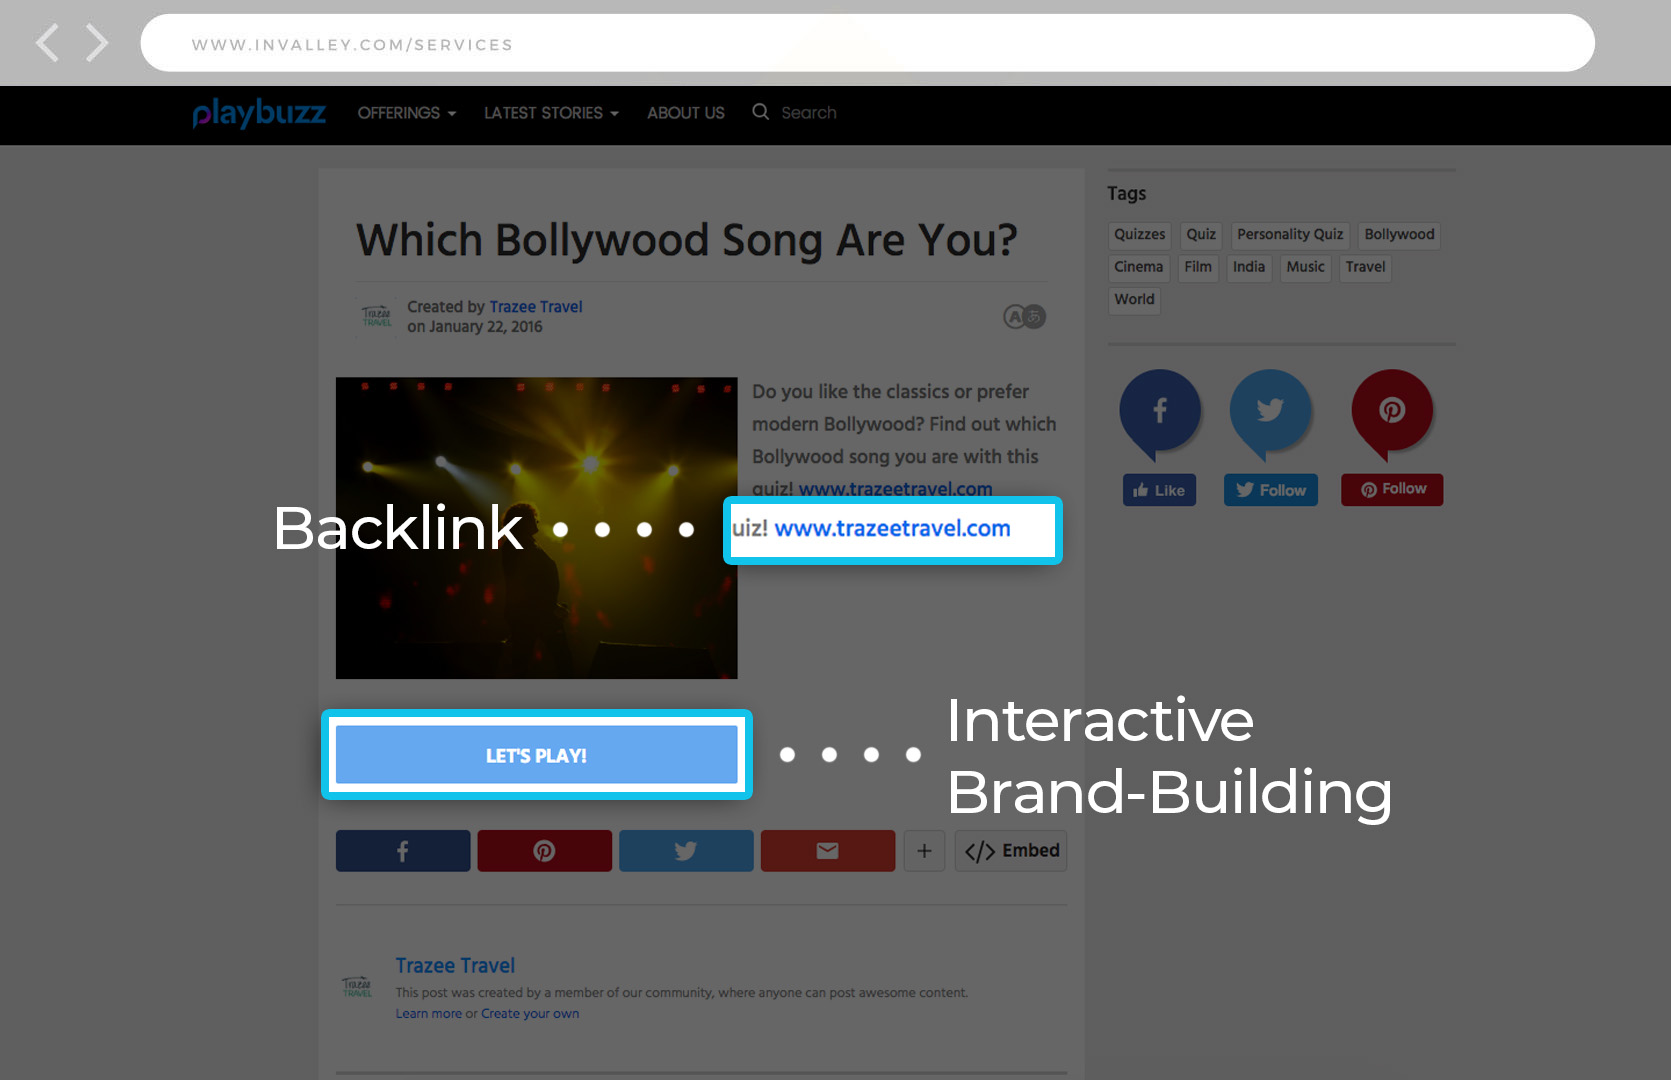 WWW.INVALLEY.COM/SERVICES
playbuzz OFFERINGS LATEST STORIES ABOUT US Search
Which Bollywood Song Are You?
Created by Trazee Travel
on January 22, 2016
A あ
Trazee
TRAVEL
Do you like the classics or prefer
modern Bollywood? Find out which
Bollywood song you are with this
quiz! www.trazeetravel.com
Backlink
uiz! www.trazeetravel.com
LET'S PLAY!
Interactive
Brand-Building
</> Embed
Trazee
TRAVEL
Trazee Travel
This post was created by a member of our community, where anyone can post awesome content.
Learn more or Create your own
Tags
Quizzes Quiz Personality Quiz Bollywood
Cinema Film India Music Travel
World
Like Follow Follow